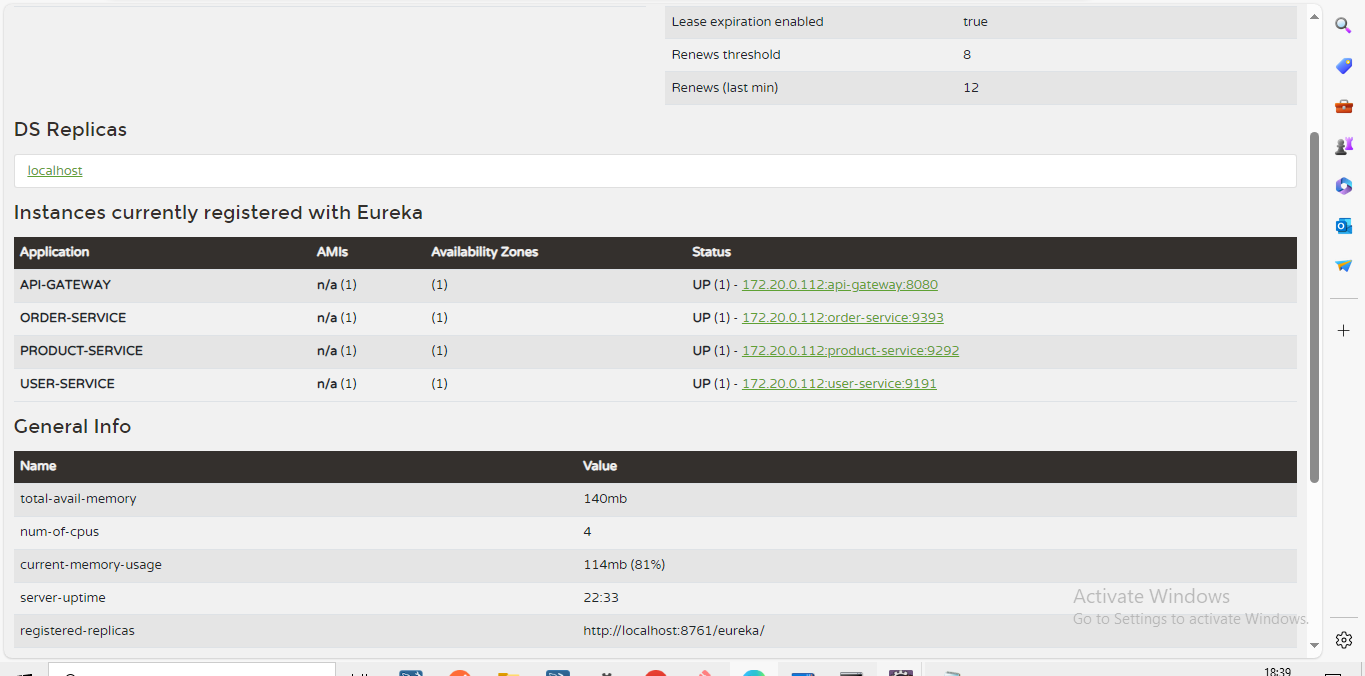 Lease expiration enabled true
Renews threshold 8
Renews (last min) 12
DS Replicas
localhost
Instances currently registered with Eureka
Application AMIs Availability Zones Status
API-GATEWAY n/a (1) (1) UP (1) - 172.20.0.112:api-gateway:8080
ORDER-SERVICE n/a (1) (1) UP (1) - 172.20.0.112:order-service:9393
PRODUCT-SERVICE n/a (1) (1) UP (1) - 172.20.0.112:product-service:9292
USER-SERVICE n/a (1) (1) UP (1) - 172.20.0.112:user-service:9191
General Info
Name Value
total-avail-memory 140mb
num-of-cpus 4
current-memory-usage 114mb (81%)
server-uptime 22:33
registered-replicas http://localhost:8761/eureka/
Activate Windows
Go to Settings to activate Windows.
18:39